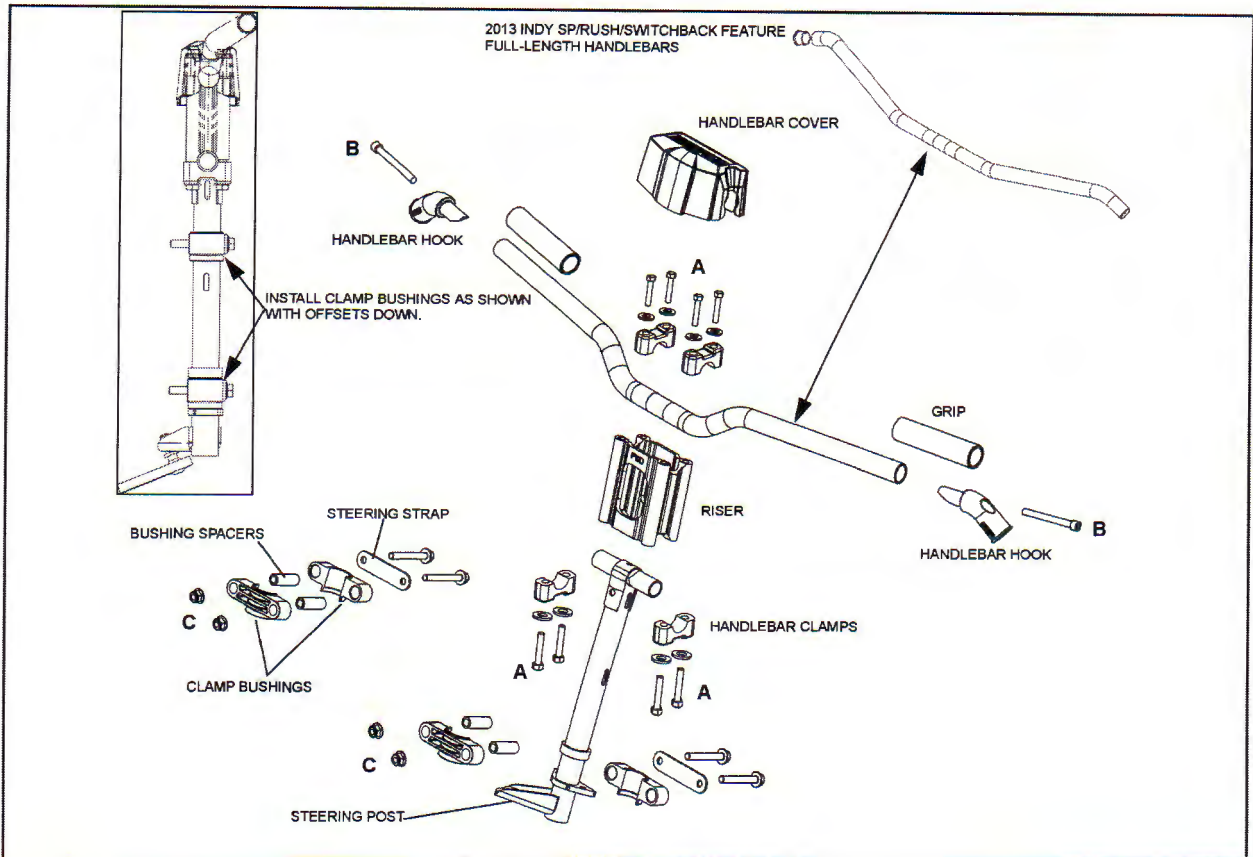 2013 INDY SP/RUSH/SWITCHBACK FEATURE
FULL-LENGTH HANDLEBARS
HANDLEBAR COVER
B
HANDLEBAR HOOK
A
INSTALL CLAMP BUSHINGS AS SHOWN
WITH OFFSETS DOWN.
GRIP
STEERING STRAP
RISER
BUSHING SPACERS
B
HANDLEBAR HOOK
C
HANDLEBAR CLAMPS
A
A
CLAMP BUSHINGS
C
STEERING POST